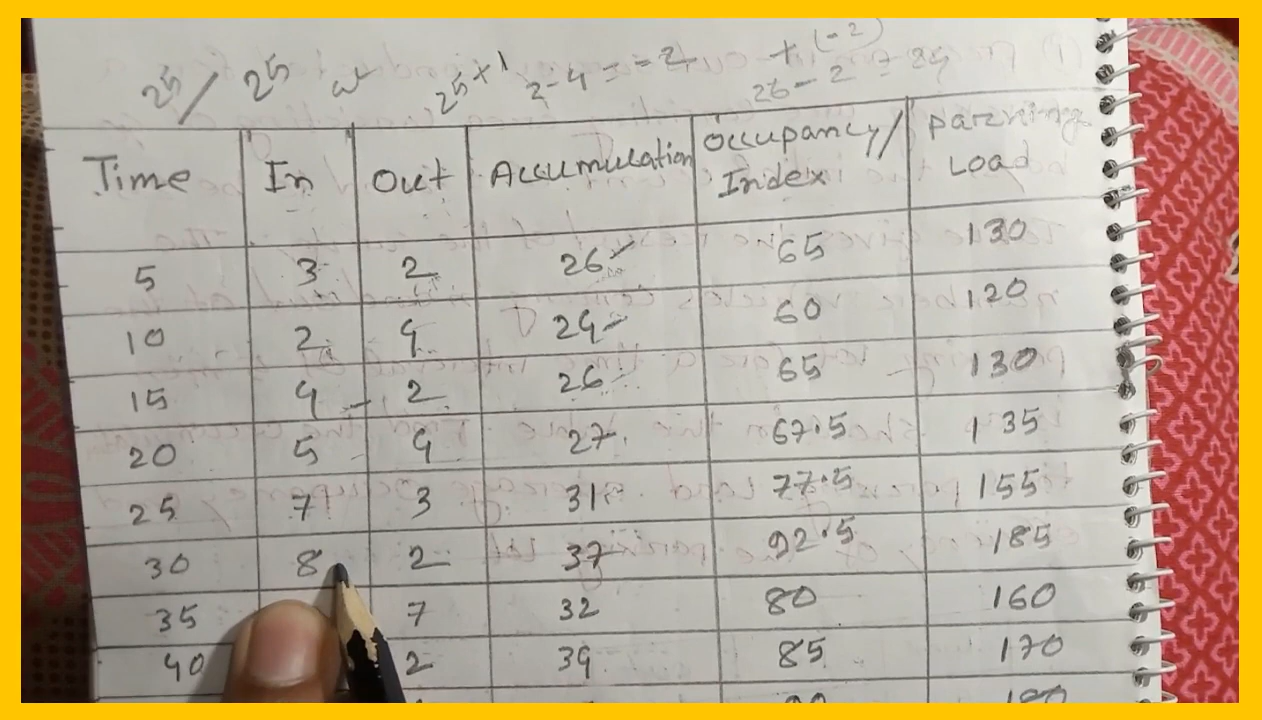 25/ 25 25+1 2-4 = -2 + (-2)
26-2 = 24
Time In Out Accumulation Occupancy/ Index Parking Load
5 3 2 26 65 130
10 2 4 24 60 120
15 4 - 2 26 65 130
20 5 4 27 67.5 135
25 7 3 31 77.5 155
30 8 2 37 92.5 185
35 7 32 80 160
40 2 34 85 170